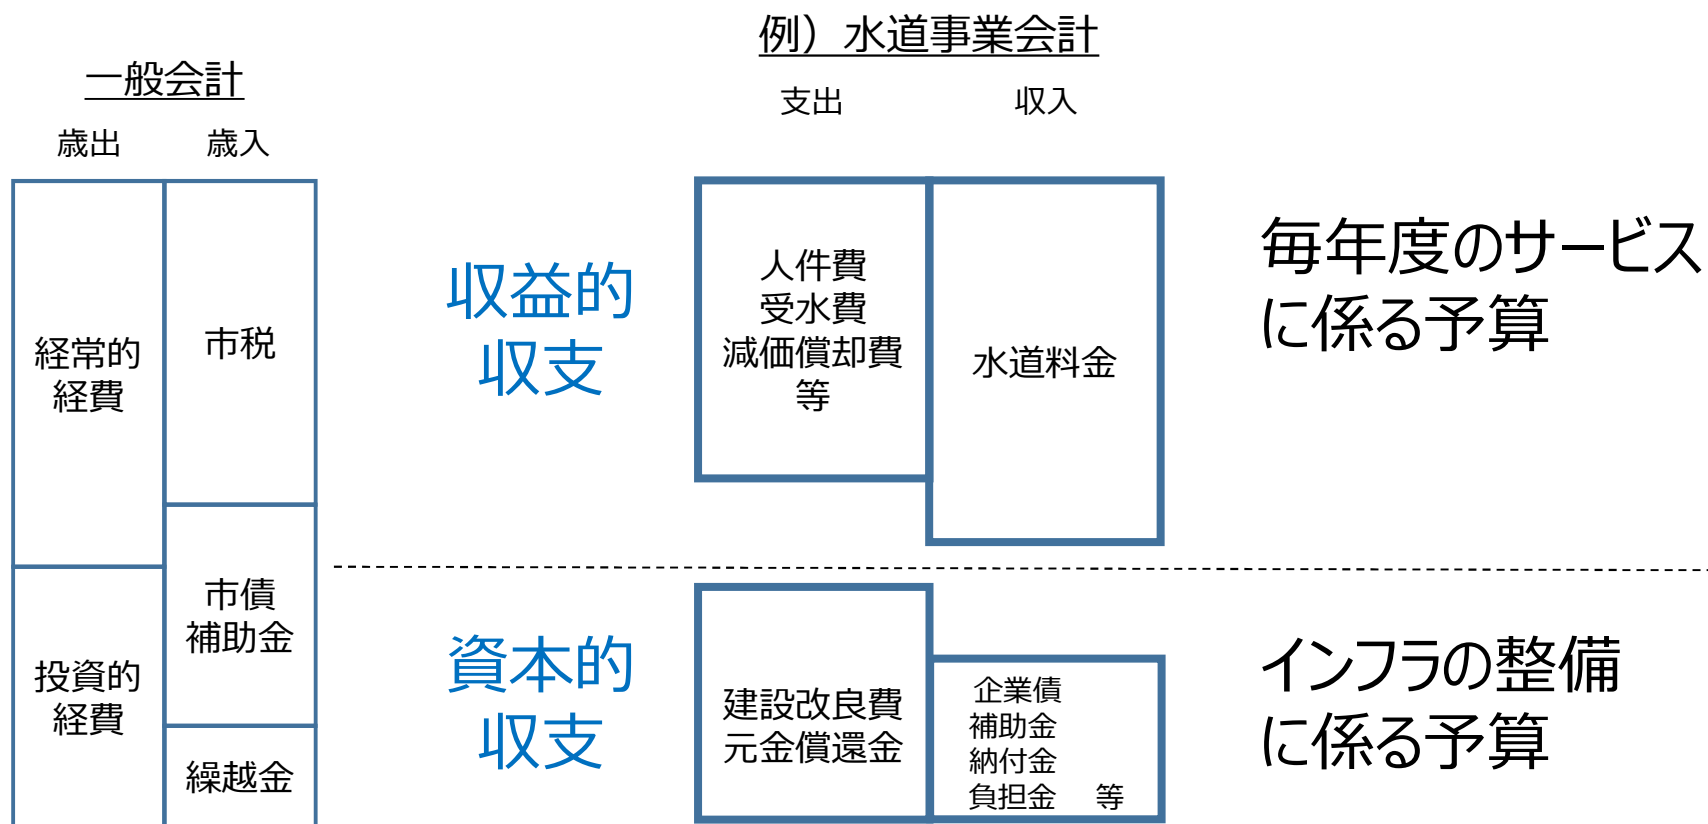 例）水道事業会計
一般会計
支出
収入
歳出
歳入
経常的
経費
市税
市債
補助金
投資的
経費
繰越金
収益的
収支
人件費
受水費
減価償却費
等
水道料金
毎年度のサービス
に係る予算
資本的
収支
建設改良費
元金償還金
企業債
補助金
納付金
負担金　等
インフラの整備
に係る予算